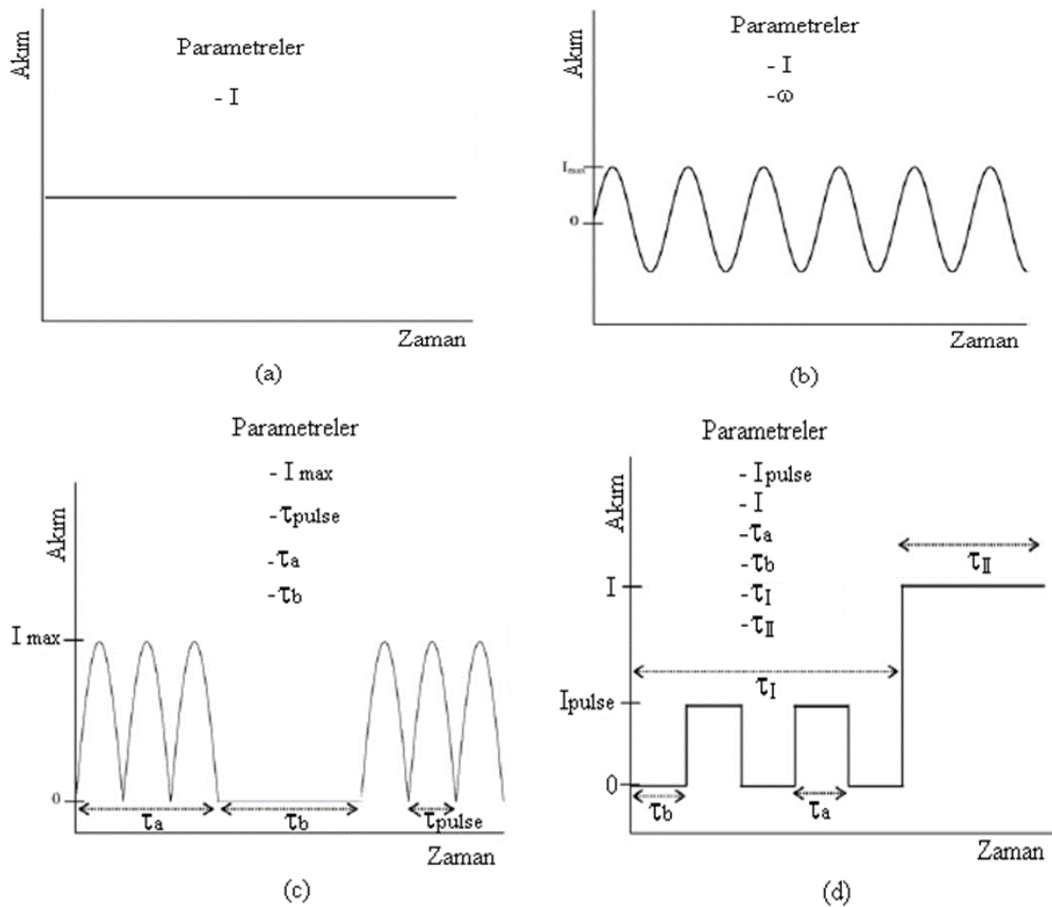 Akım
Parametreler
- I
Zaman
(a)
Akım
Parametreler
- I
-ω
Imax
0
Zaman
(b)
Parametreler
- I max
-τpulse
-τa
-τb
Akım
I max
0
τa
τb
τpulse
Zaman
(c)
Parametreler
- Ipulse
- I
-τa
-τb
-τI
-τII
Akım
τII
I
τI
Ipulse
0
τb
τa
Zaman
(d)